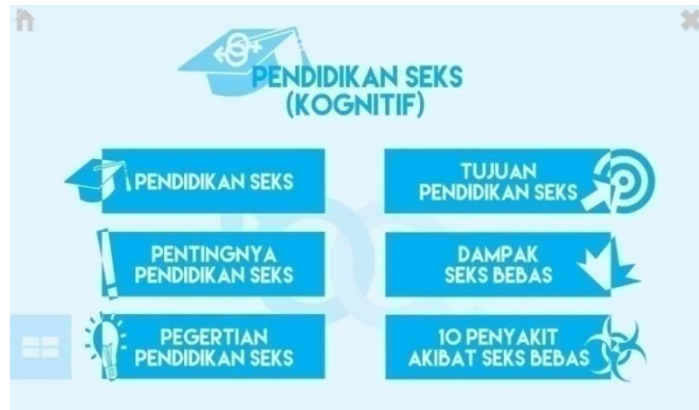 PENDIDIKAN SEKS
(KOGNITIF)
PENDIDIKAN SEKS
TUJUAN
PENDIDIKAN SEKS
PENTINGNYA
PENDIDIKAN SEKS
DAMPAK
SEKS BEBAS
PEGERTIAN
PENDIDIKAN SEKS
10 PENYAKIT
AKIBAT SEKS BEBAS